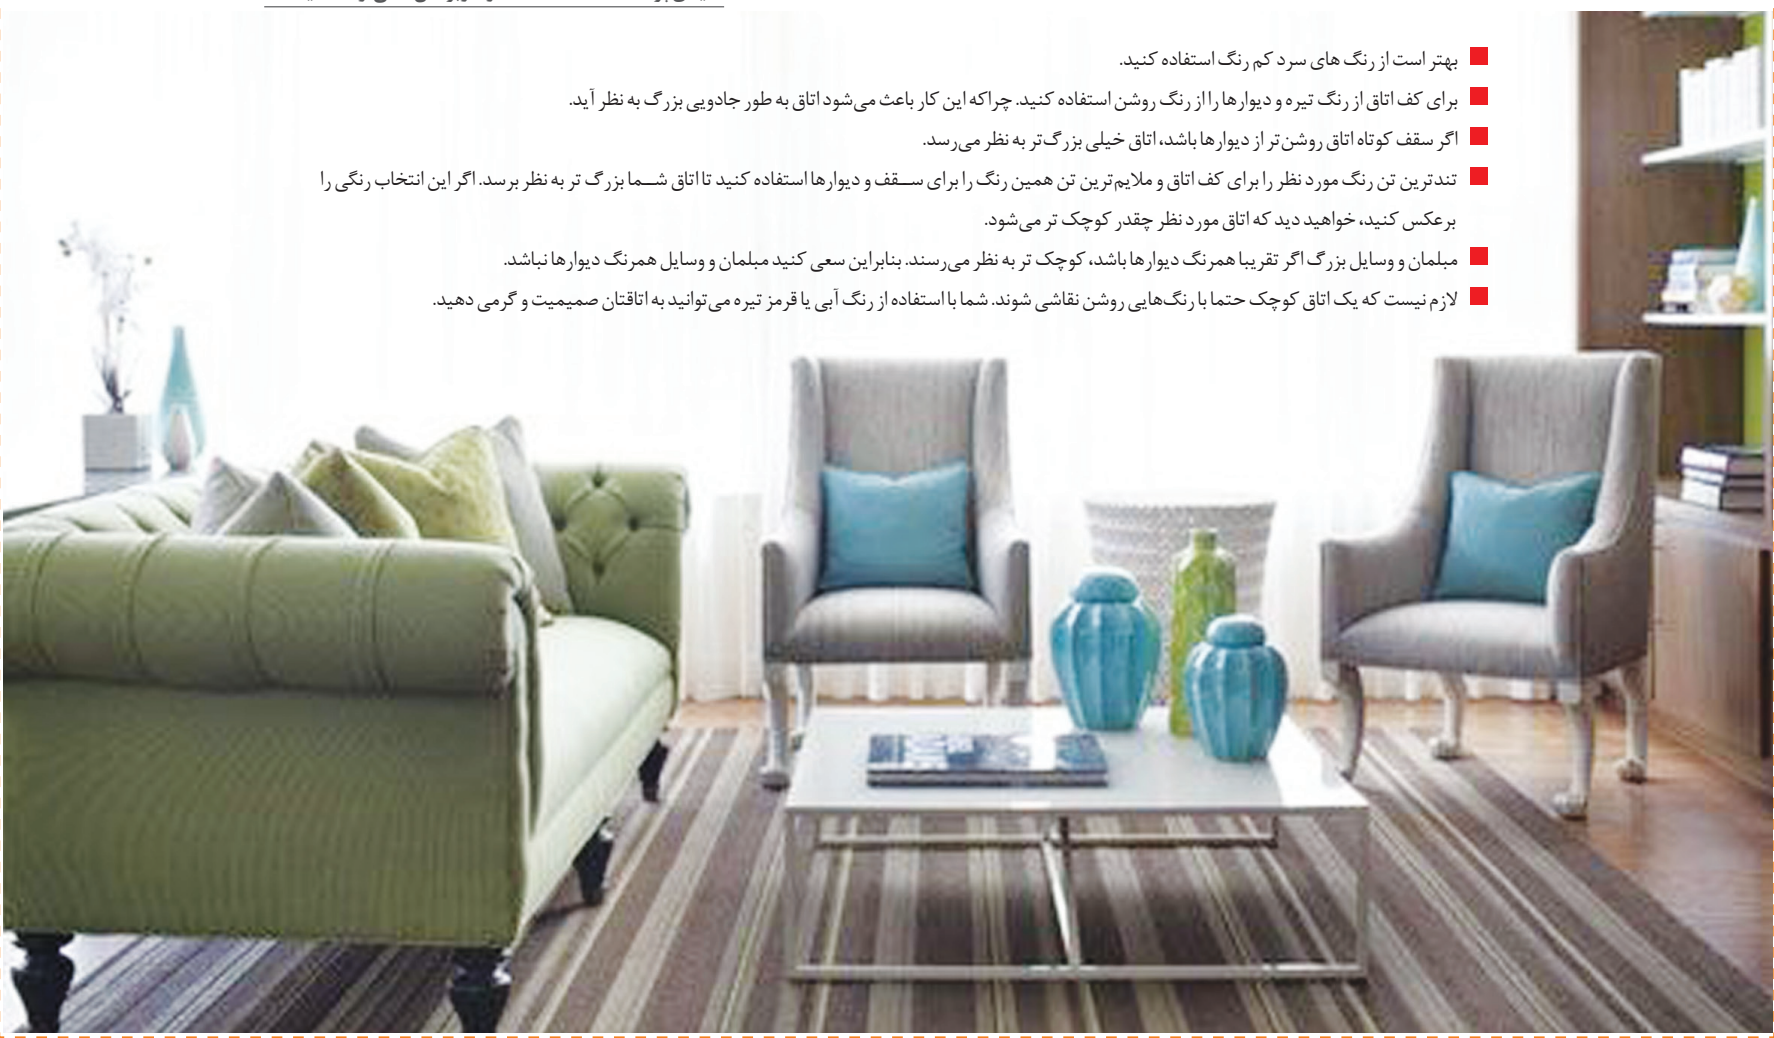 بهتر است از رنگ های سرد کم رنگ استفاده کنید.
برای کف اتاق از رنگ تیره و دیوارها را از رنگ روشن استفاده کنید. چراکه این کار باعث می‌شود اتاق به طور جادویی بزرگ به نظر آید.
اگر سقف کوتاه اتاق روشن‌تر از دیوارها باشد، اتاق خیلی بزرگ‌تر به نظر می‌رسد.
تندترین تن رنگ مورد نظر را برای کف اتاق و ملایم‌ترین تن همین رنگ را برای ســقف و دیوارها استفاده کنید تا اتاق شــما بزرگ تر به نظر برسد. اگر این انتخاب رنگی را
برعکس کنید، خواهید دید که اتاق مورد نظر چقدر کوچک تر می‌شود.
مبلمان و وسایل بزرگ اگر تقریبا همرنگ دیوارها باشد، کوچک تر به نظر می‌رسند. بنابراین سعی کنید مبلمان و وسایل همرنگ دیوارها نباشد.
لازم نیست که یک اتاق کوچک حتما با رنگ‌هایی روشن نقاشی شوند. شما با استفاده از رنگ آبی یا قرمز تیره می‌توانید به اتاقتان صمیمیت و گرمی دهید.